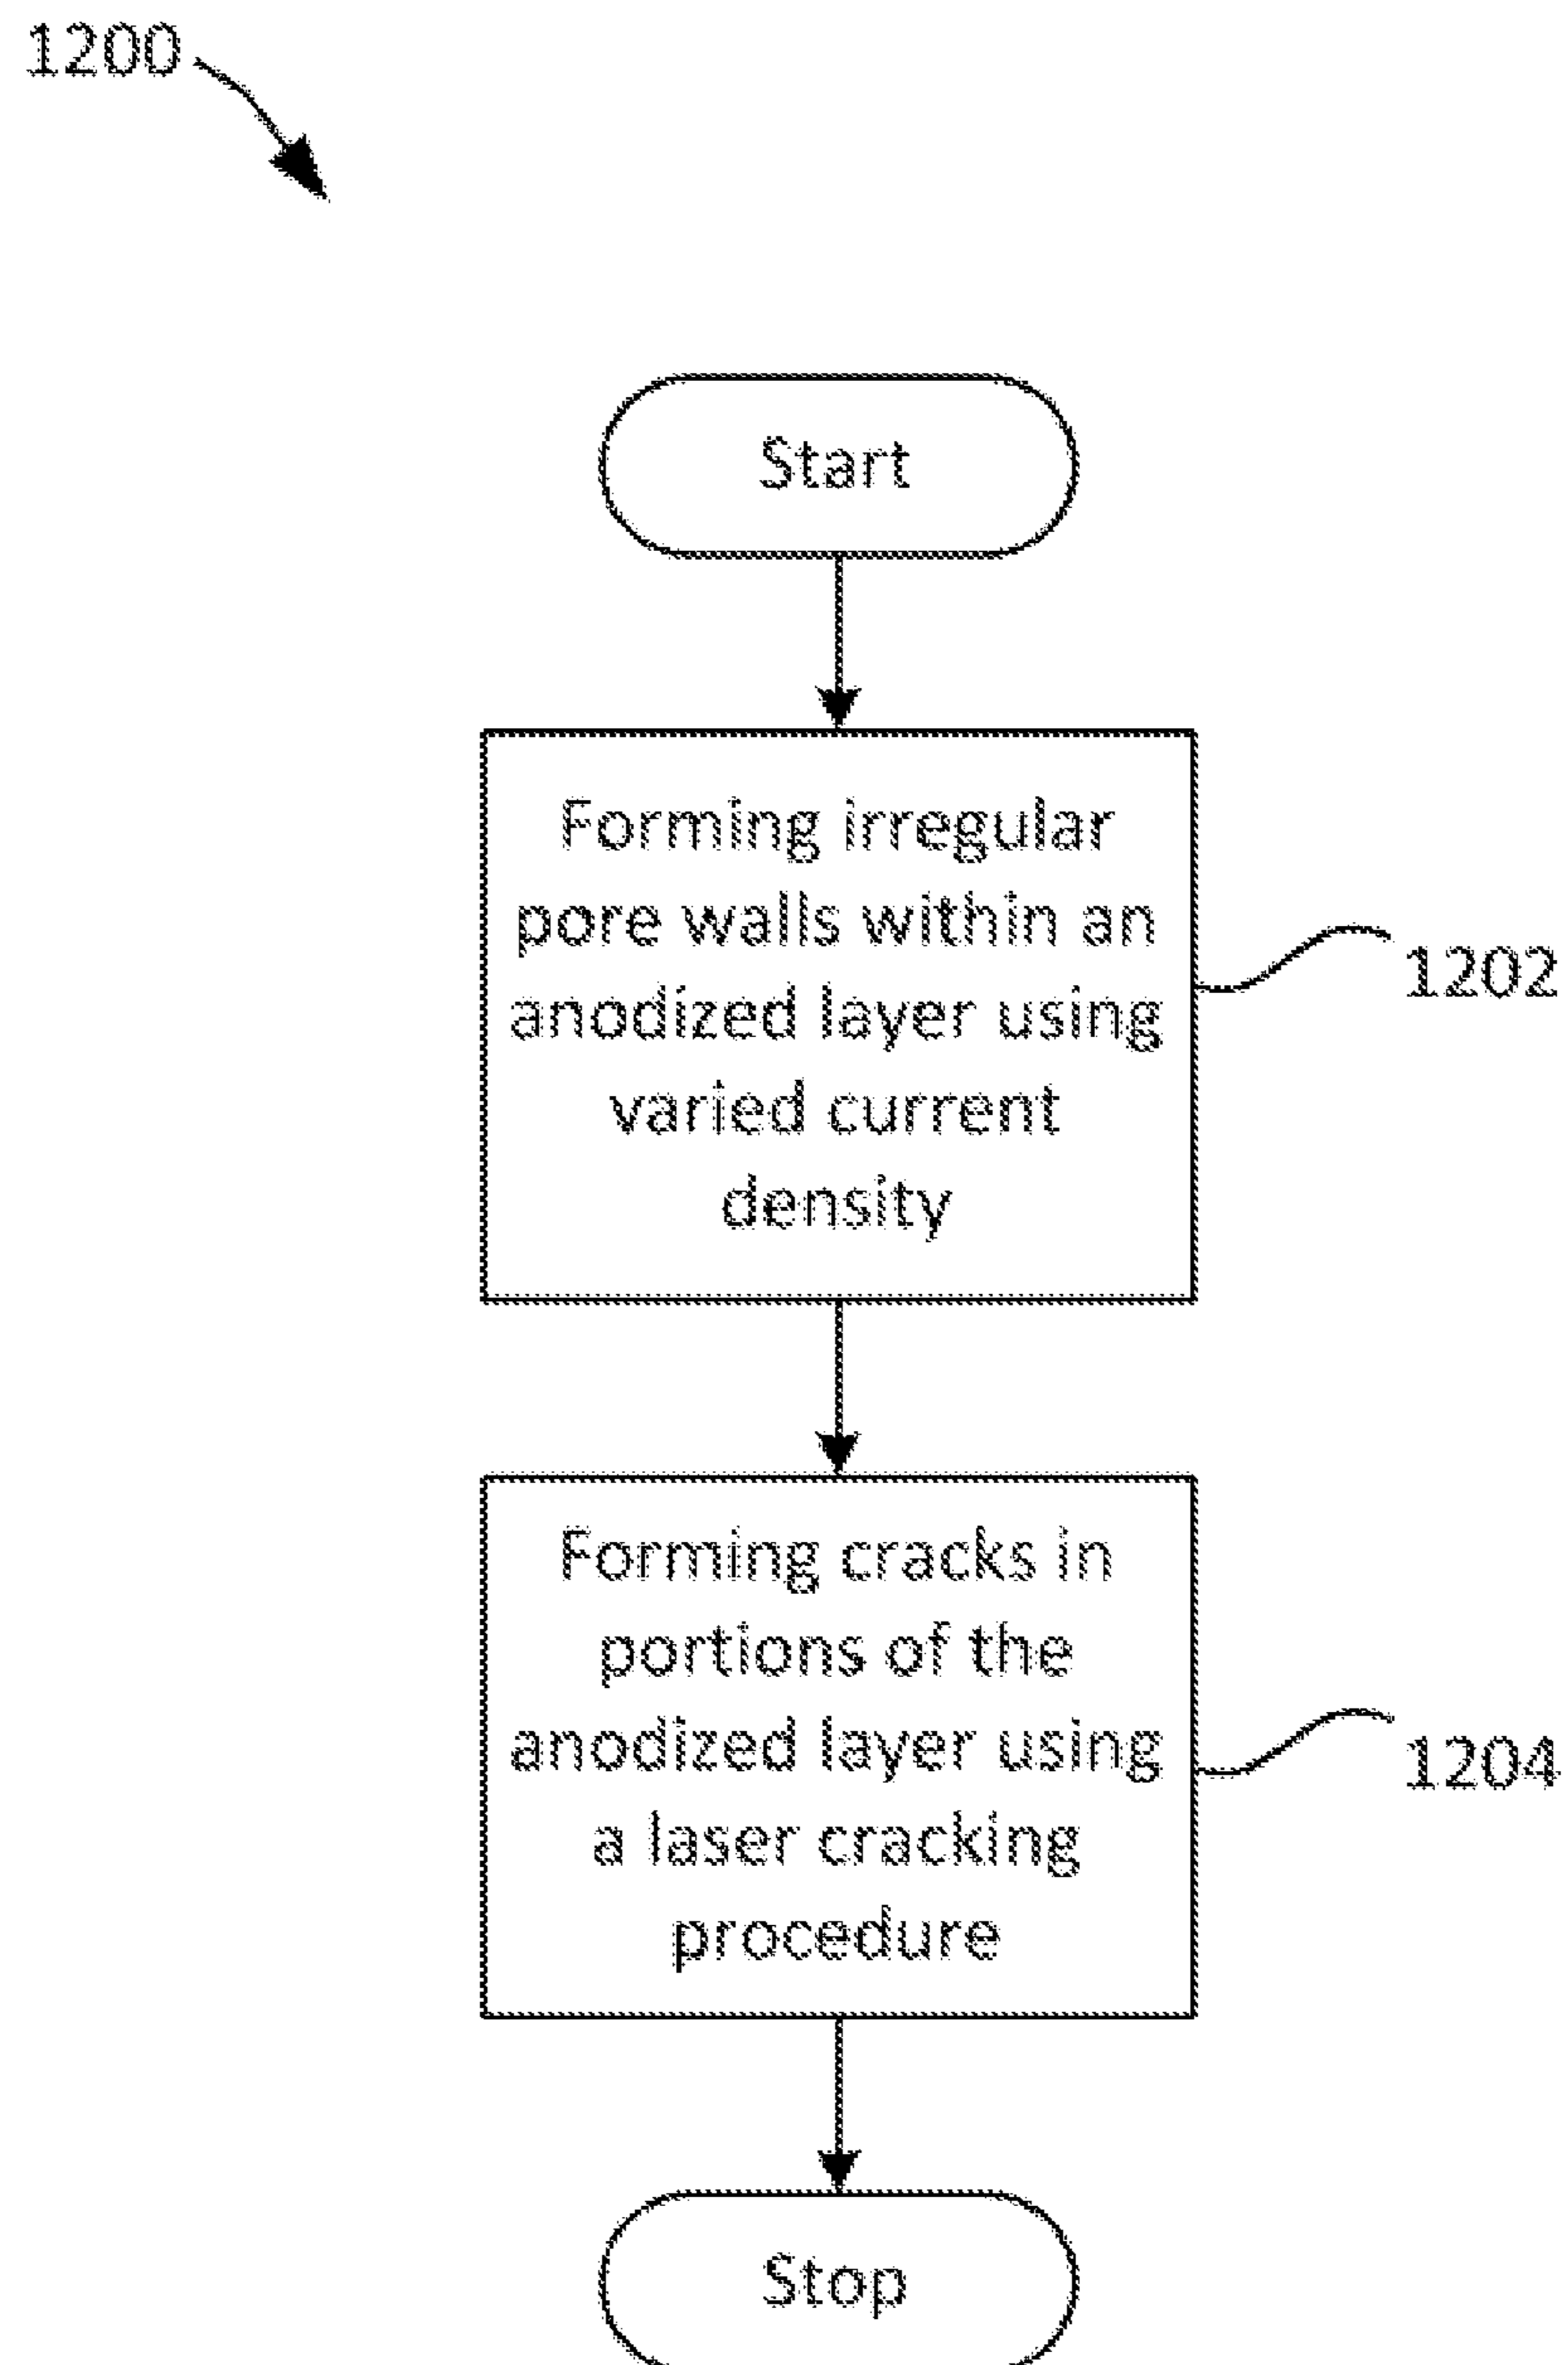 1200
Start
Forming irregular
pore walls within an
anodized layer using
varied current
density
1202
Forming cracks in
portions of the
anodized layer using
a laser cracking
procedure
1204
Stop